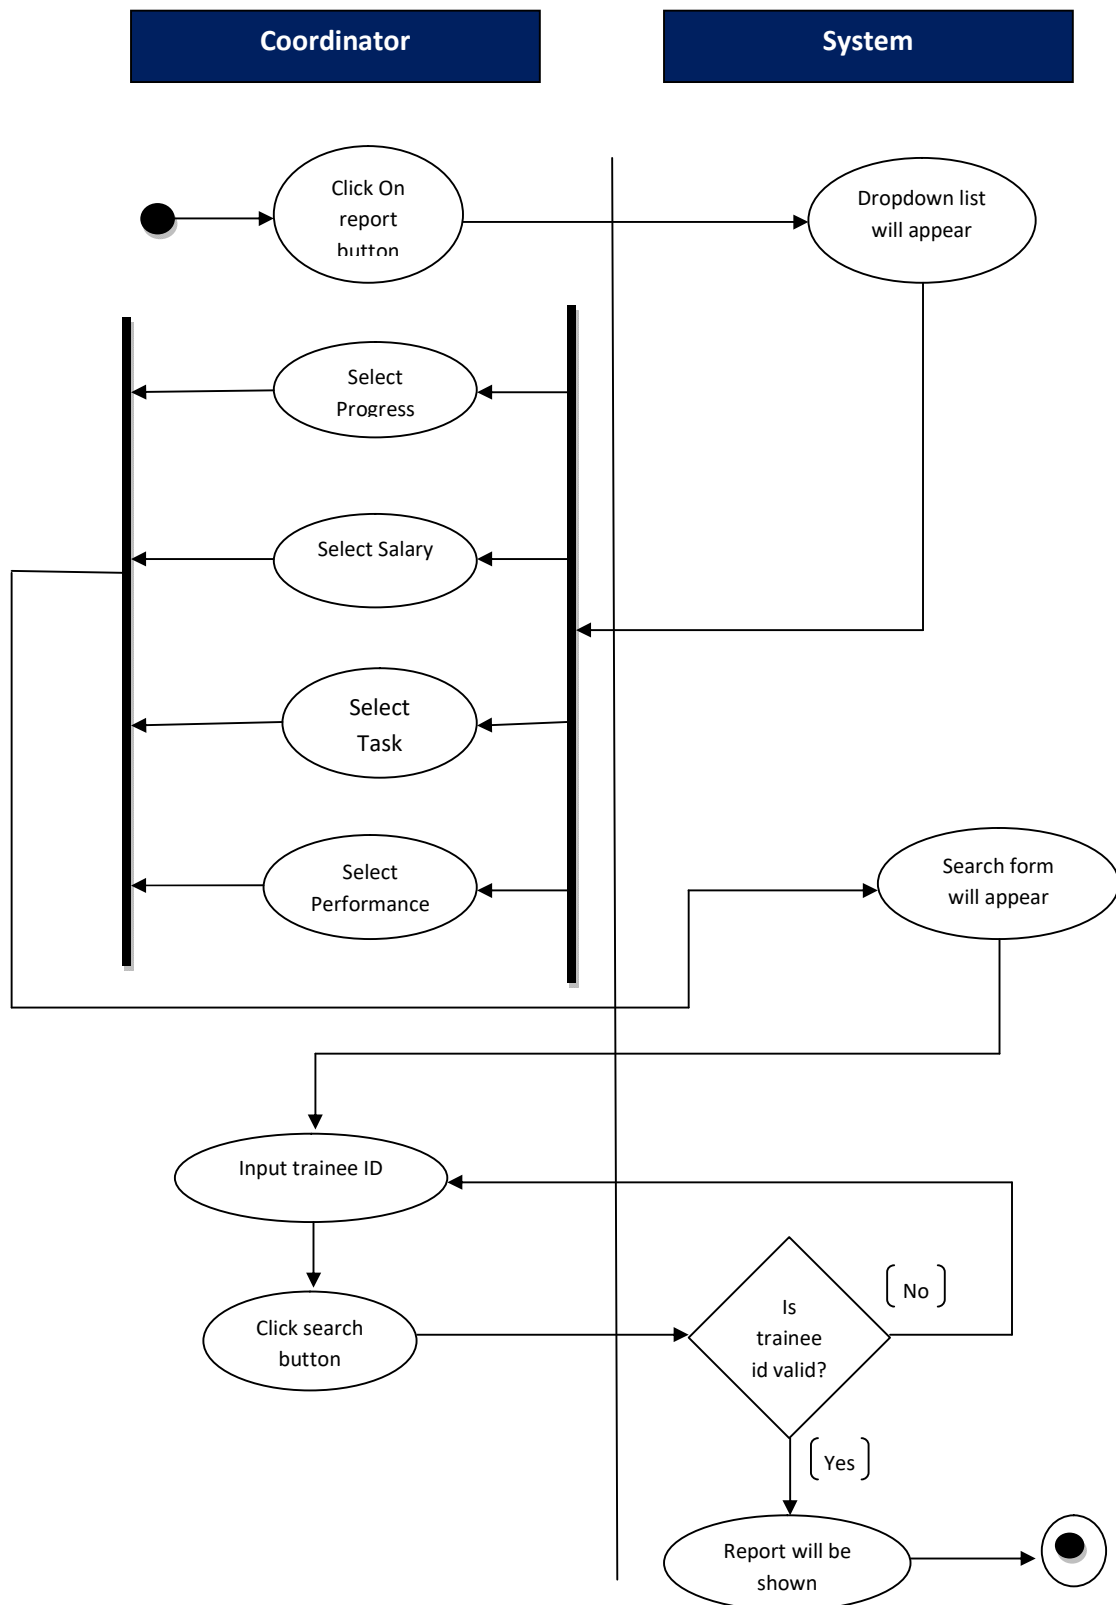 Coordinator
System
Click On
report
button
Dropdown list
will appear
Select
Progress
Select Salary
Select
Task
Select
Performance
Search form
will appear
Input trainee ID
Click search
button
Is
trainee
id valid?
[ No ]
[ Yes ]
Report will be
shown